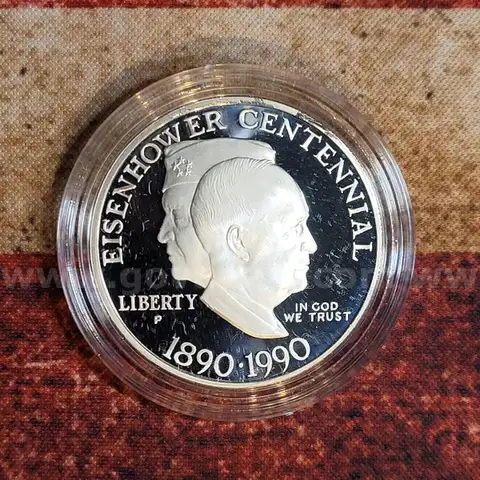 EISENHOWER CENTENNIAL
LIBERTY
P
IN GOD
WE TRUST
1890·1990